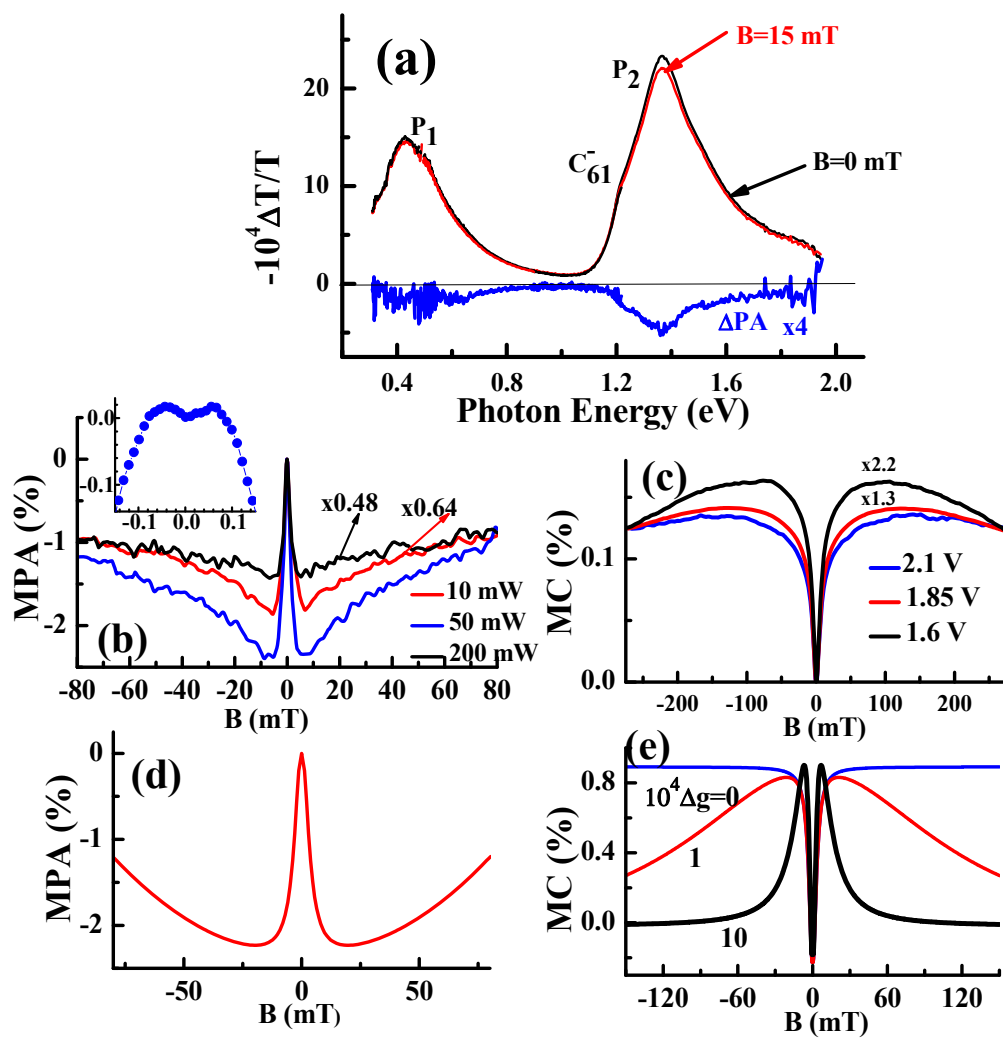 (a)
B=15 mT
P2
P1
C61-
B=0 mT
ΔPA x4
-10^4ΔT/T
20
10
0
0.4 0.8 1.2 1.6 2.0
Photon Energy (eV)
0.0
-0.1
-0.1 0.0 0.1
x0.48
x0.64
MPA (%)
0
-1
-2
(b)
10 mW
50 mW
200 mW
-80 -60 -40 -20 0 20 40 60 80
B (mT)
(c)
x2.2
x1.3
MC (%)
0.1
0.0
2.1 V
1.85 V
1.6 V
-200 -100 0 100 200
B (mT)
(d)
MPA (%)
0
-1
-2
-50 0 50
B (mT)
(e)
10^4Δg=0
1
10
MC (%)
0.8
0.4
0.0
-120 -60 0 60 120
B (mT)